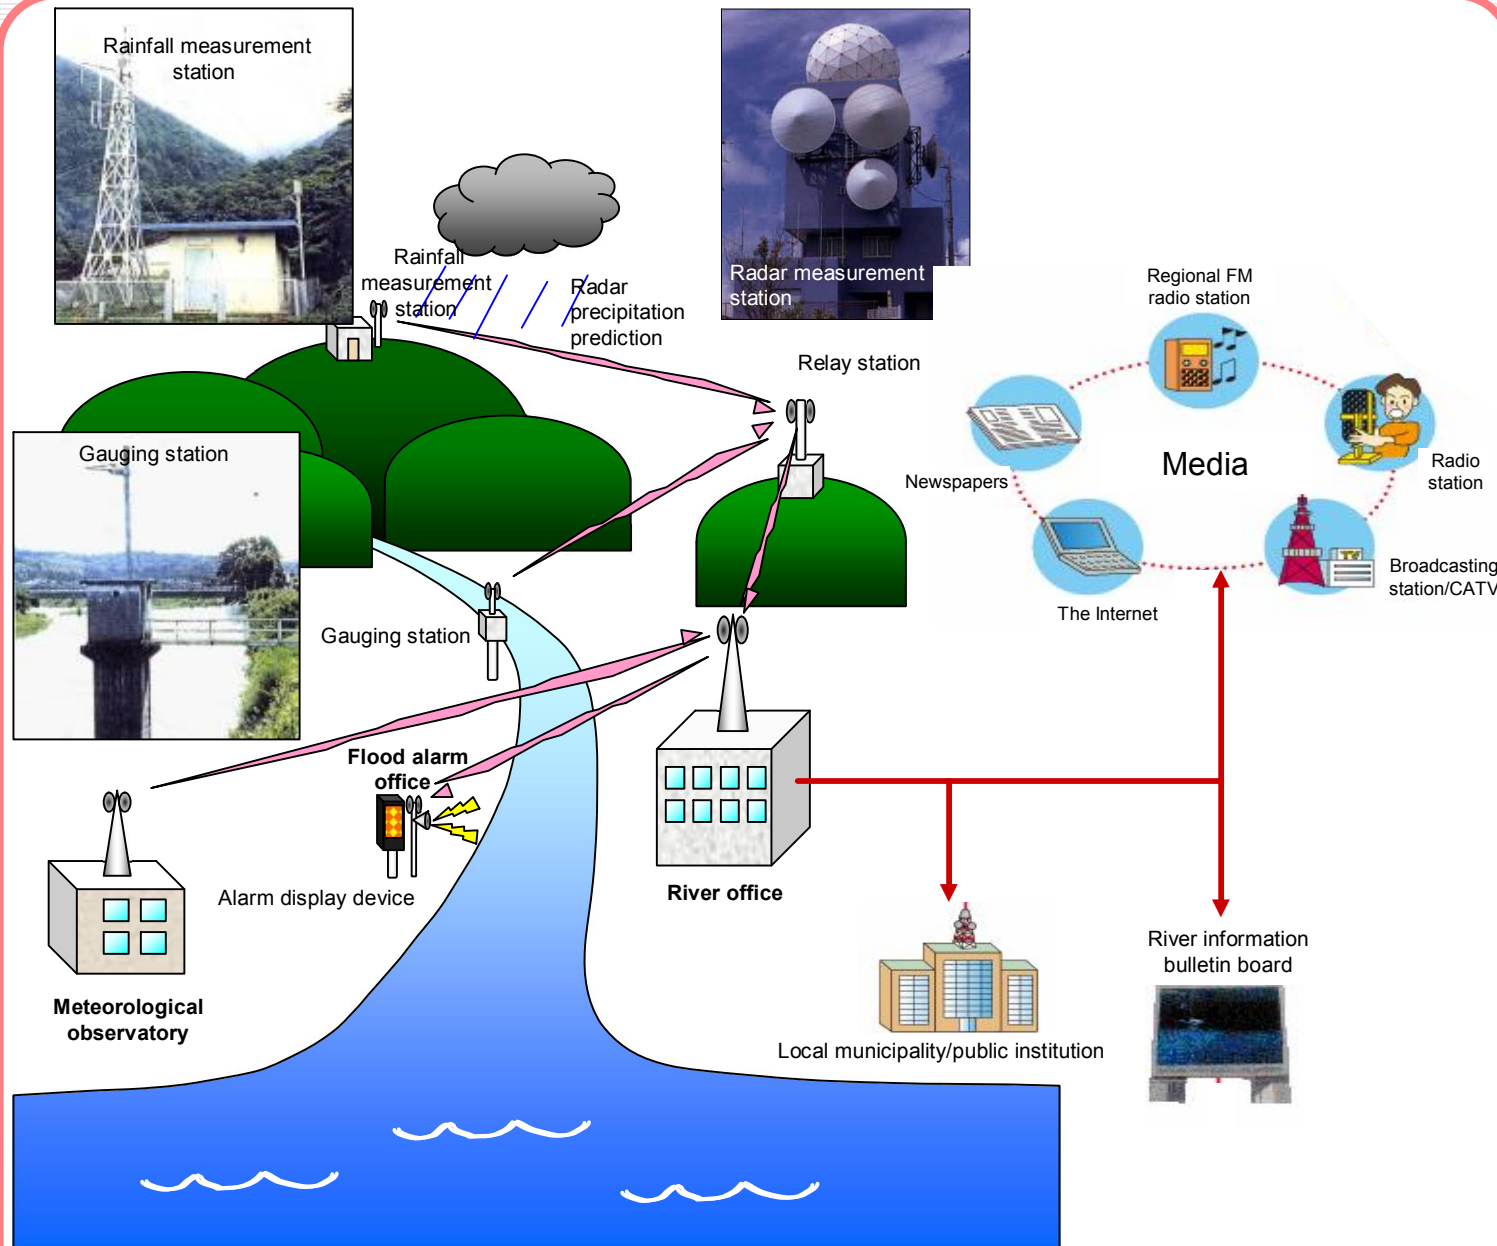 Rainfall measurement
station
Rainfall
measurement
station
Radar
precipitation
prediction
Radar measurement
station
Relay station
Regional FM
radio station
Newspapers
Media
Radio
station
The Internet
TV
Broadcasting
station/CATV
Gauging station
Gauging station
Flood alarm
office
Alarm display device
River office
Meteorological
observatory
Local municipality/public institution
River information
bulletin board